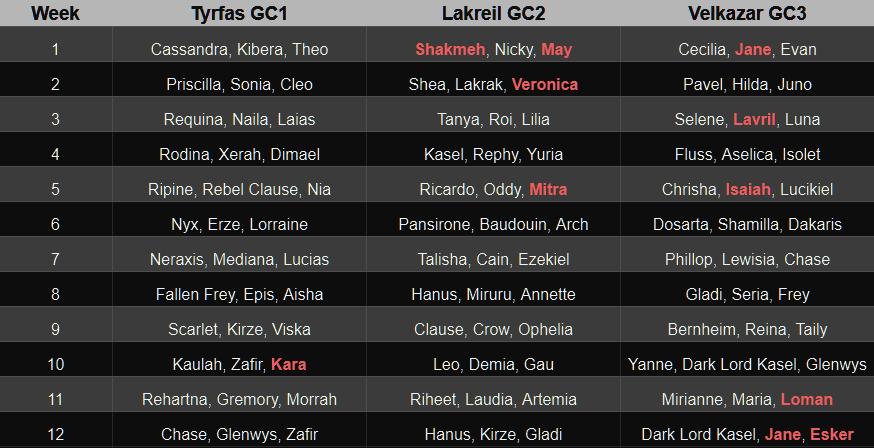 Week Tyrfas GC1 Lakreil GC2 Velkazar GC3
1 Cassandra, Kibera, Theo Shakmeh, Nicky, May Cecilia, Jane, Evan
2 Priscilla, Sonia, Cleo Shea, Lakrak, Veronica Pavel, Hilda, Juno
3 Requina, Naila, Laias Tanya, Roi, Lilia Selene, Lavril, Luna
4 Rodina, Xerah, Dimael Kasel, Rephy, Yuria Fluss, Aselica, Isolet
5 Ripine, Rebel Clause, Nia Ricardo, Oddy, Mitra Chrisha, Isaiah, Lucikiel
6 Nyx, Erze, Lorraine Pansirone, Baudouin, Arch Dosarta, Shamilla, Dakaris
7 Neraxis, Mediana, Lucias Talisha, Cain, Ezekiel Phillop, Lewisia, Chase
8 Fallen Frey, Epis, Aisha Hanus, Miruru, Annette Gladi, Seria, Frey
9 Scarlet, Kirze, Viska Clause, Crow, Ophelia Bernheim, Reina, Taily
10 Kaulah, Zafir, Kara Leo, Demia, Gau Yanne, Dark Lord Kasel, Glenwys
11 Rehartna, Gremory, Morrah Riheet, Laudia, Artemia Mirianne, Maria, Loman
12 Chase, Glenwys, Zafir Hanus, Kirze, Gladi Dark Lord Kasel, Jane, Esker